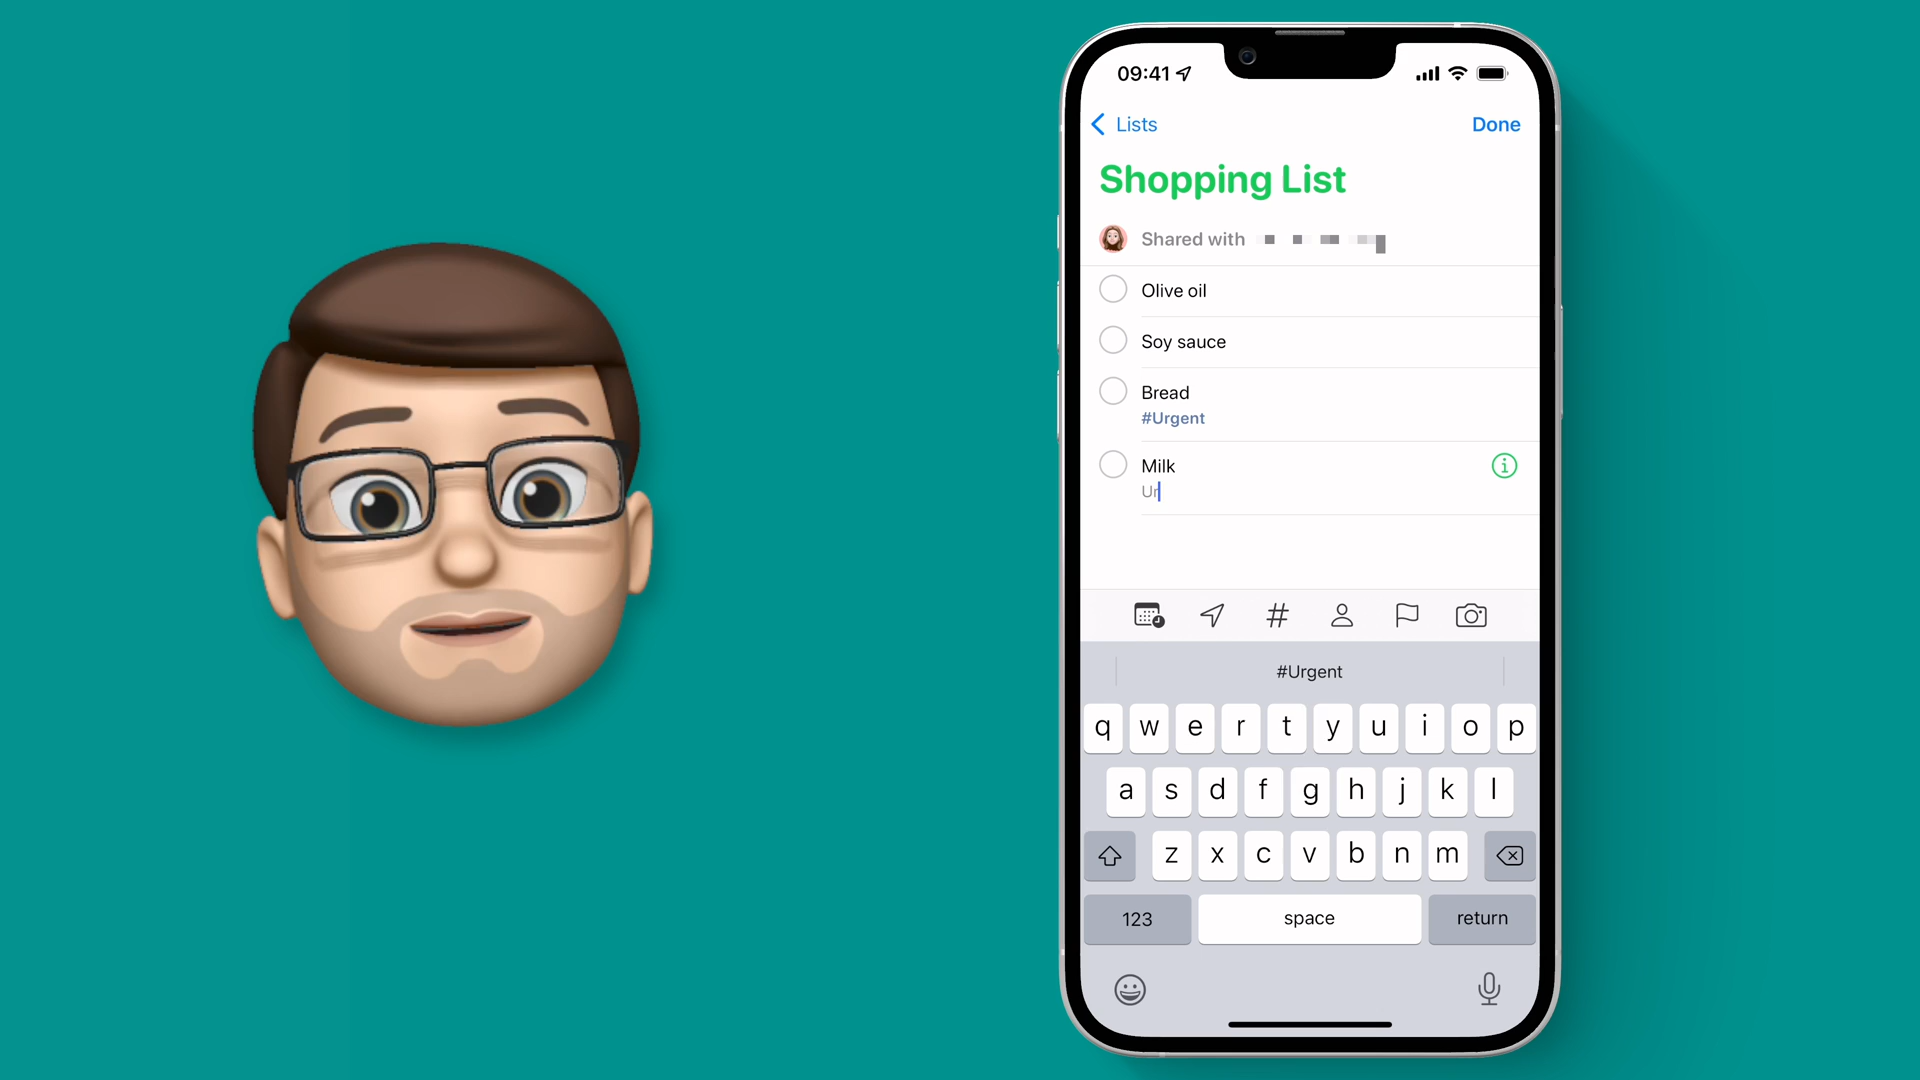 09:41
Lists
Done
Shopping List
Shared with
Olive oil
Soy sauce
Bread
#Urgent
Milk
Ur
#Urgent
q w e r t y u i o p
a s d f g h j k l
z x c v b n m
123 space return